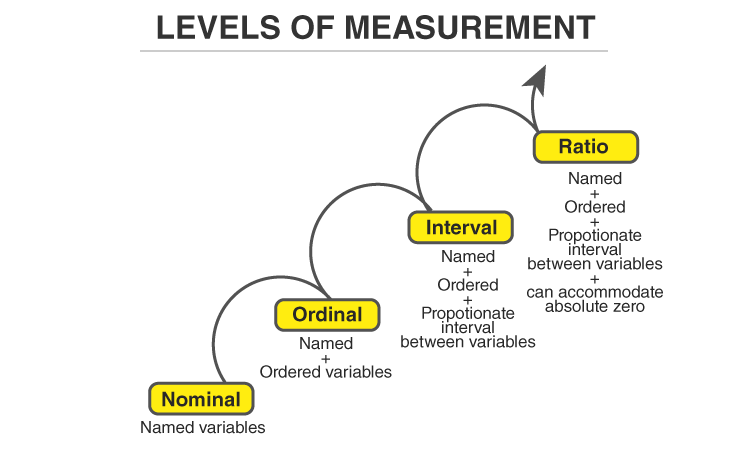 LEVELS OF MEASUREMENT
Ratio
Named
+
Ordered
+
Propotionate
interval
between variables
+
can accommodate
absolute zero
Interval
Named
+
Ordered
+
Propotionate
interval
between variables
Ordinal
Named
+
Ordered variables
Nominal
Named variables